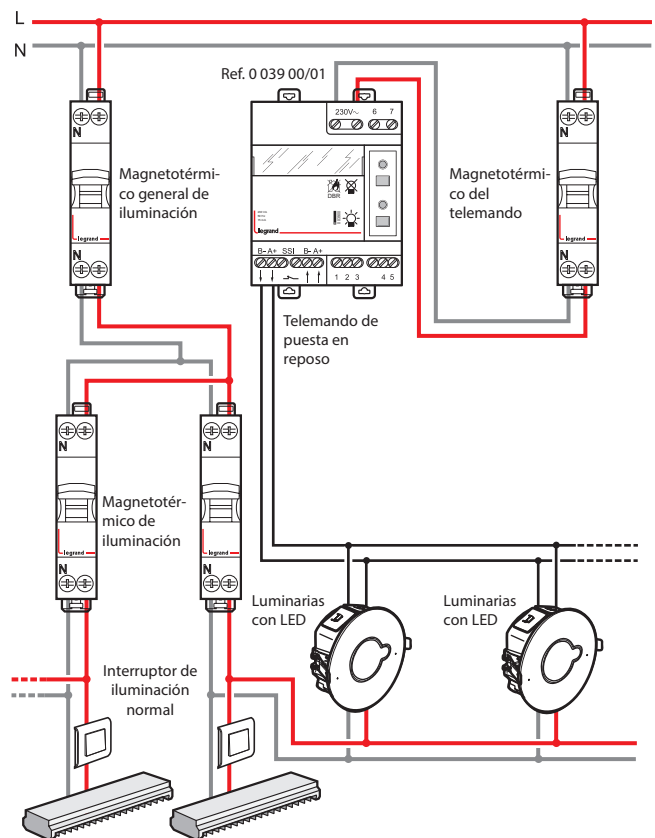 L
N
Ref. 0 039 00/01
230V~ 6 7
N
Magnetotérmi-
co general de
iluminación
legrand
N
DBR
legrand
B- A+ SSI B- A+
1 2 3 4 5
N
Magnetotérmi-
co del
telemando
legrand
N
Telemando de
puesta en
reposo
N
Magnetotér-
mico de
iluminación
legrand
N
N
legrand
N
Luminarias
con LED
Luminarias
con LED
Interruptor de
iluminación
normal